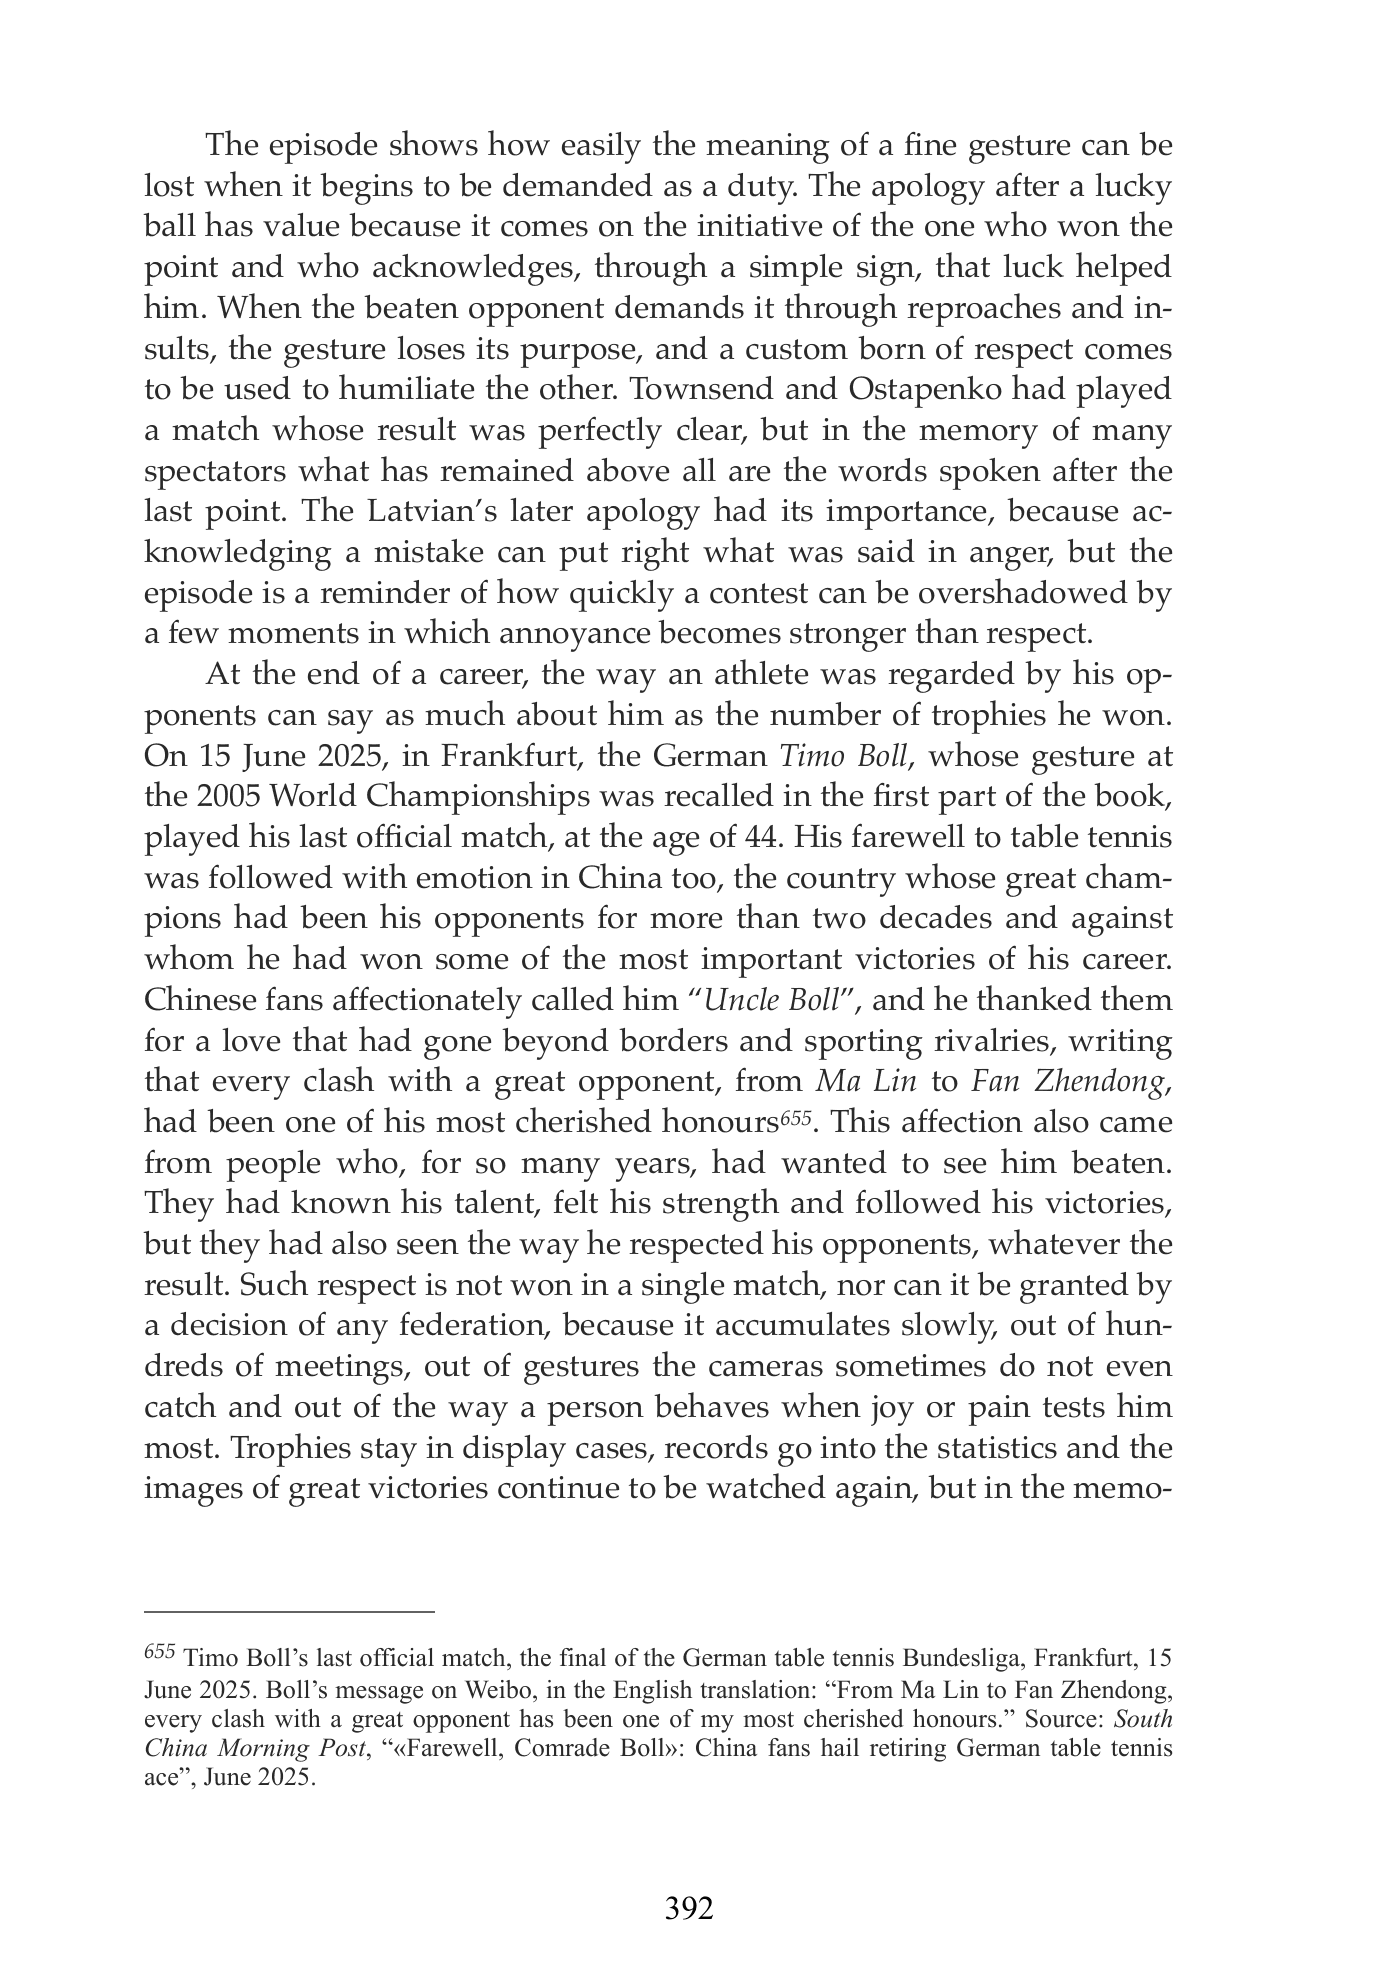 The episode shows how easily the meaning of a fine gesture can be
lost when it begins to be demanded as a duty. The apology after a lucky
ball has value because it comes on the initiative of the one who won the
point and who acknowledges, through a simple sign, that luck helped
him. When the beaten opponent demands it through reproaches and in-
sults, the gesture loses its purpose, and a custom born of respect comes
to be used to humiliate the other. Townsend and Ostapenko had played
a match whose result was perfectly clear, but in the memory of many
spectators what has remained above all are the words spoken after the
last point. The Latvian’s later apology had its importance, because ac-
knowledging a mistake can put right what was said in anger, but the
episode is a reminder of how quickly a contest can be overshadowed by
a few moments in which annoyance becomes stronger than respect.
At the end of a career, the way an athlete was regarded by his op-
ponents can say as much about him as the number of trophies he won.
On 15 June 2025, in Frankfurt, the German Timo Boll, whose gesture at
the 2005 World Championships was recalled in the first part of the book,
played his last official match, at the age of 44. His farewell to table tennis
was followed with emotion in China too, the country whose great cham-
pions had been his opponents for more than two decades and against
whom he had won some of the most important victories of his career.
Chinese fans affectionately called him “Uncle Boll”, and he thanked them
for a love that had gone beyond borders and sporting rivalries, writing
that every clash with a great opponent, from Ma Lin to Fan Zhendong,
had been one of his most cherished honours655. This affection also came
from people who, for so many years, had wanted to see him beaten.
They had known his talent, felt his strength and followed his victories,
but they had also seen the way he respected his opponents, whatever the
result. Such respect is not won in a single match, nor can it be granted by
a decision of any federation, because it accumulates slowly, out of hun-
dreds of meetings, out of gestures the cameras sometimes do not even
catch and out of the way a person behaves when joy or pain tests him
most. Trophies stay in display cases, records go into the statistics and the
images of great victories continue to be watched again, but in the memo-
655 Timo Boll’s last official match, the final of the German table tennis Bundesliga, Frankfurt, 15
June 2025. Boll’s message on Weibo, in the English translation: “From Ma Lin to Fan Zhendong,
every clash with a great opponent has been one of my most cherished honours.” Source: South
China Morning Post, “«Farewell, Comrade Boll»: China fans hail retiring German table tennis
ace”, June 2025.
392